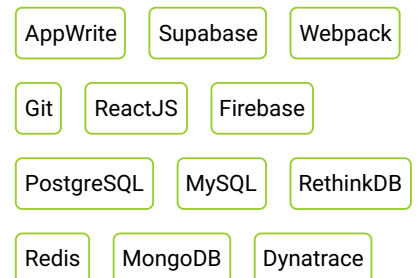 AppWrite Supabase Webpack
Git ReactJS Firebase
PostgreSQL MySQL RethinkDB
Redis MongoDB Dynatrace